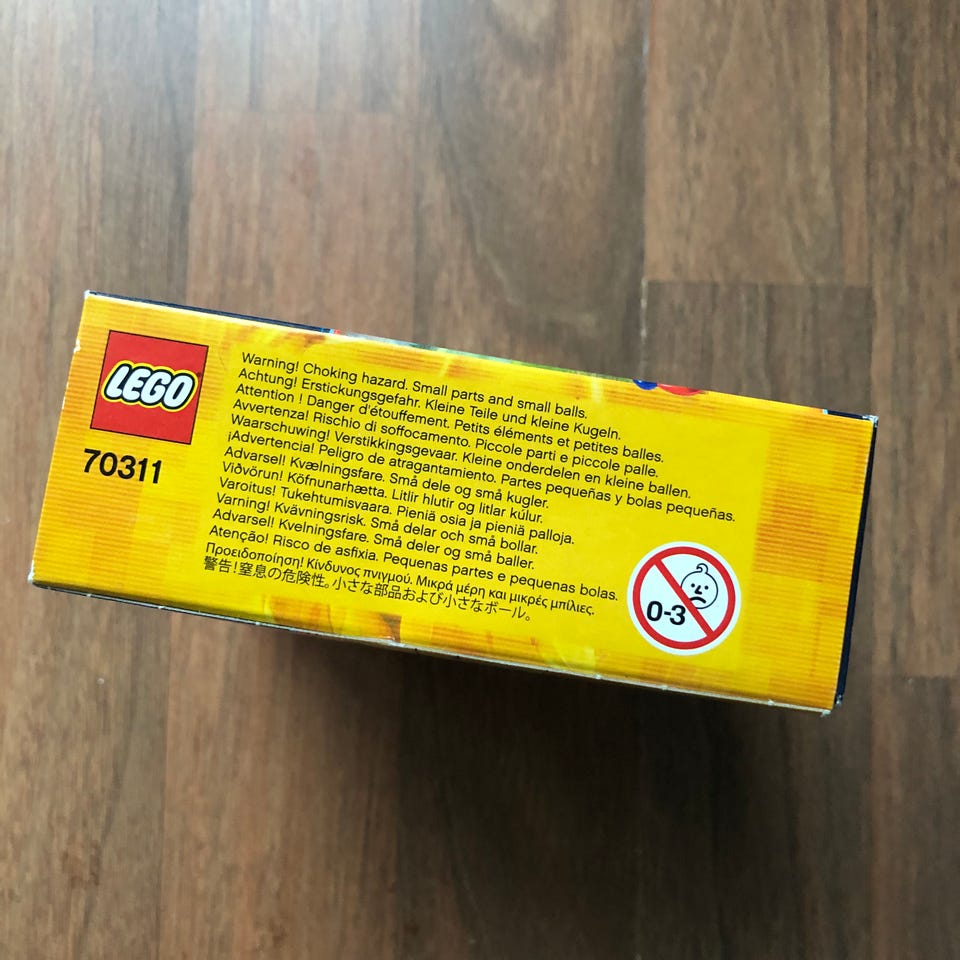 LEGO
70311
Warning! Choking hazard. Small parts and small balls.
Achtung! Erstickungsgefahr. Kleine Teile und kleine Kugeln.
Attention ! Danger d'étouffement. Petits éléments et petites balles.
Avvertenza! Rischio di soffocamento. Piccole parti e piccole palle.
Waarschuwing! Verstikkingsgevaar. Kleine onderdelen en kleine ballen.
¡Advertencia! Peligro de atragantamiento. Partes pequeñas y bolas pequeñas.
Advarsel! Kvælningsfare. Små dele og små kugler.
Viðvörun! Köfnunarhætta. Litlir hlutir og litlar kúlur.
Varoitus! Tukehtumisvaara. Pieniä osia ja pieniä palloja.
Varning! Kvävningsrisk. Små delar och små bollar.
Advarsel! Kvelningsfare. Små deler og små baller.
Atenção! Risco de asfixia. Pequenas partes e pequenas bolas.
Προειδοποίηση! Κίνδυνος πνιγμού. Μικρά μέρη και μικρές μπίλιες.
警告!窒息の危険性。小さな部品および小さなボール。
0-3